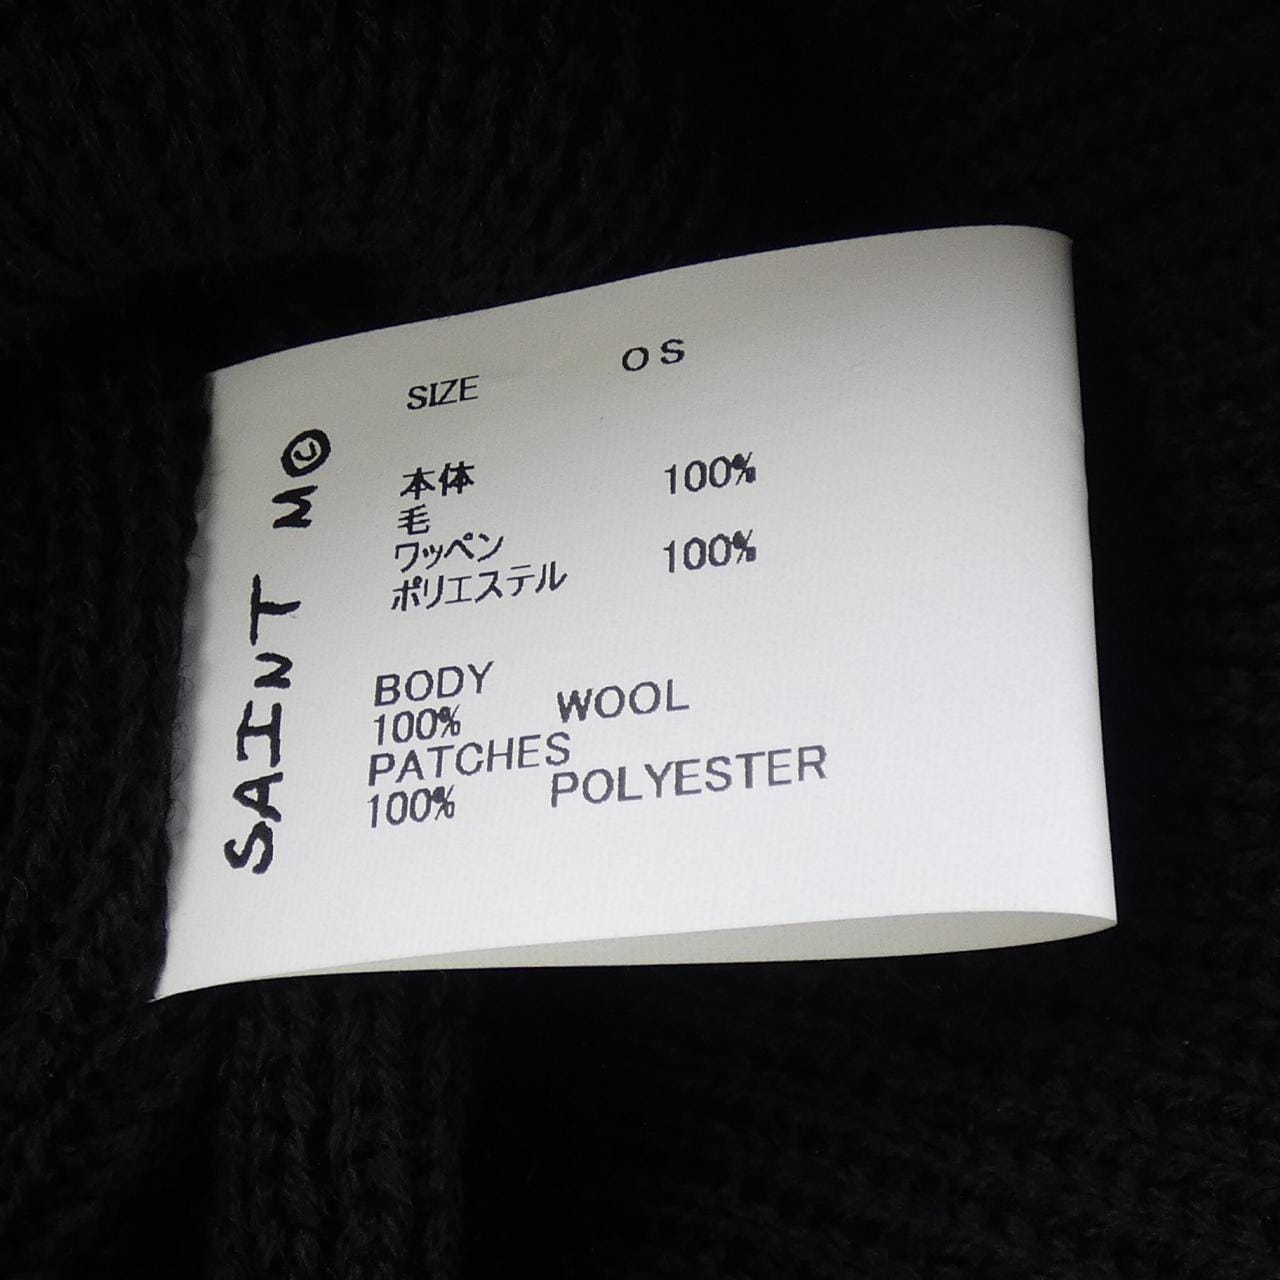 SAINT M©
SIZE OS
本体
毛 100%
ワッペン
ポリエステル 100%
BODY
100% WOOL
PATCHES
100% POLYESTER